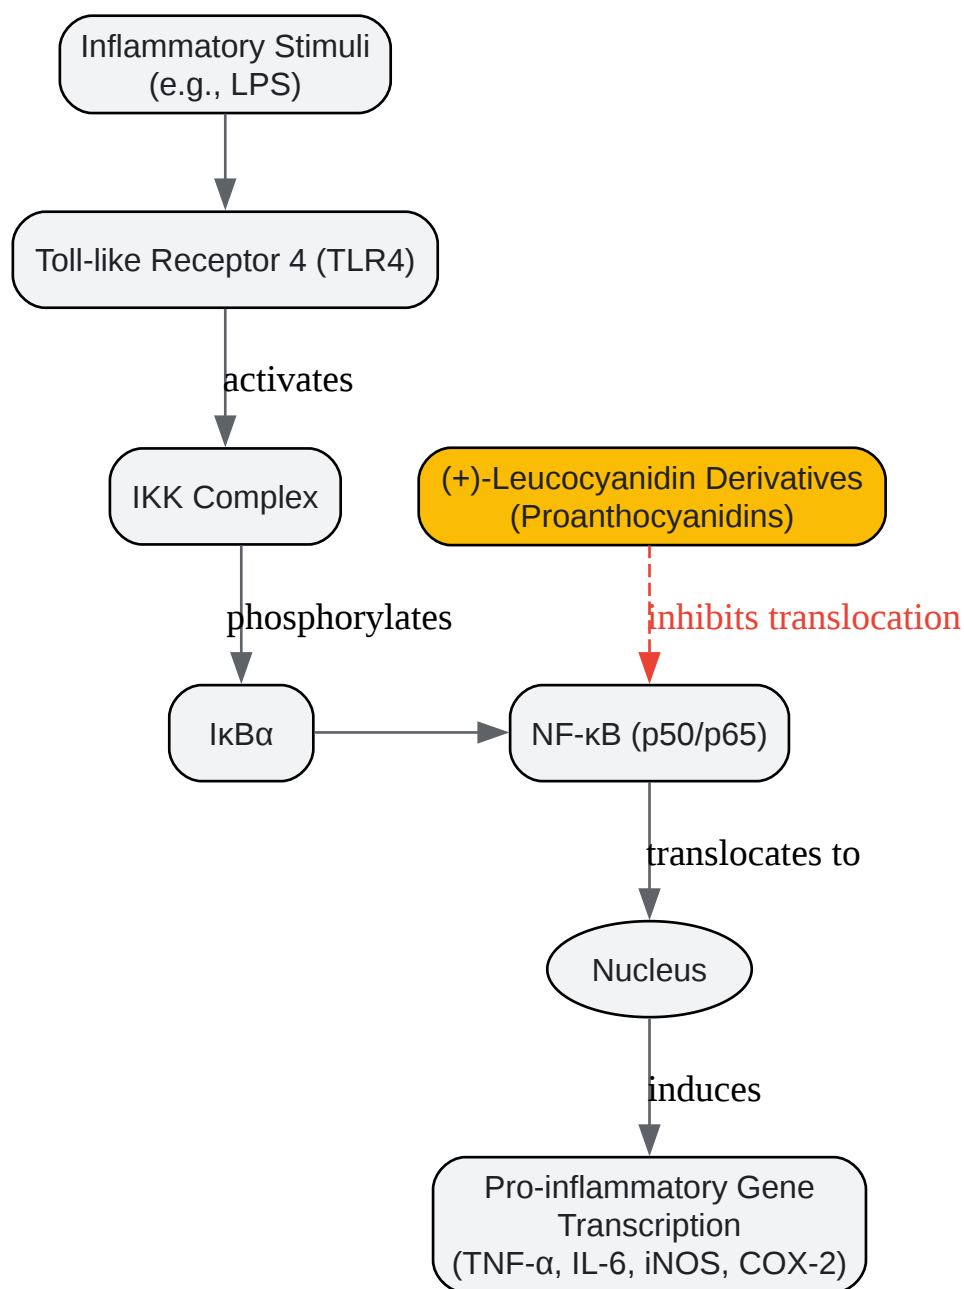 Inflammatory Stimuli
(e.g., LPS)
Toll-like Receptor 4 (TLR4)
activates
IKK Complex
(+)-Leucocyanidin Derivatives
(Proanthocyanidins)
phosphorylates
inhibits translocation
IκBα
NF-κB (p50/p65)
translocates to
Nucleus
induces
Pro-inflammatory Gene
Transcription
(TNF-α, IL-6, iNOS, COX-2)